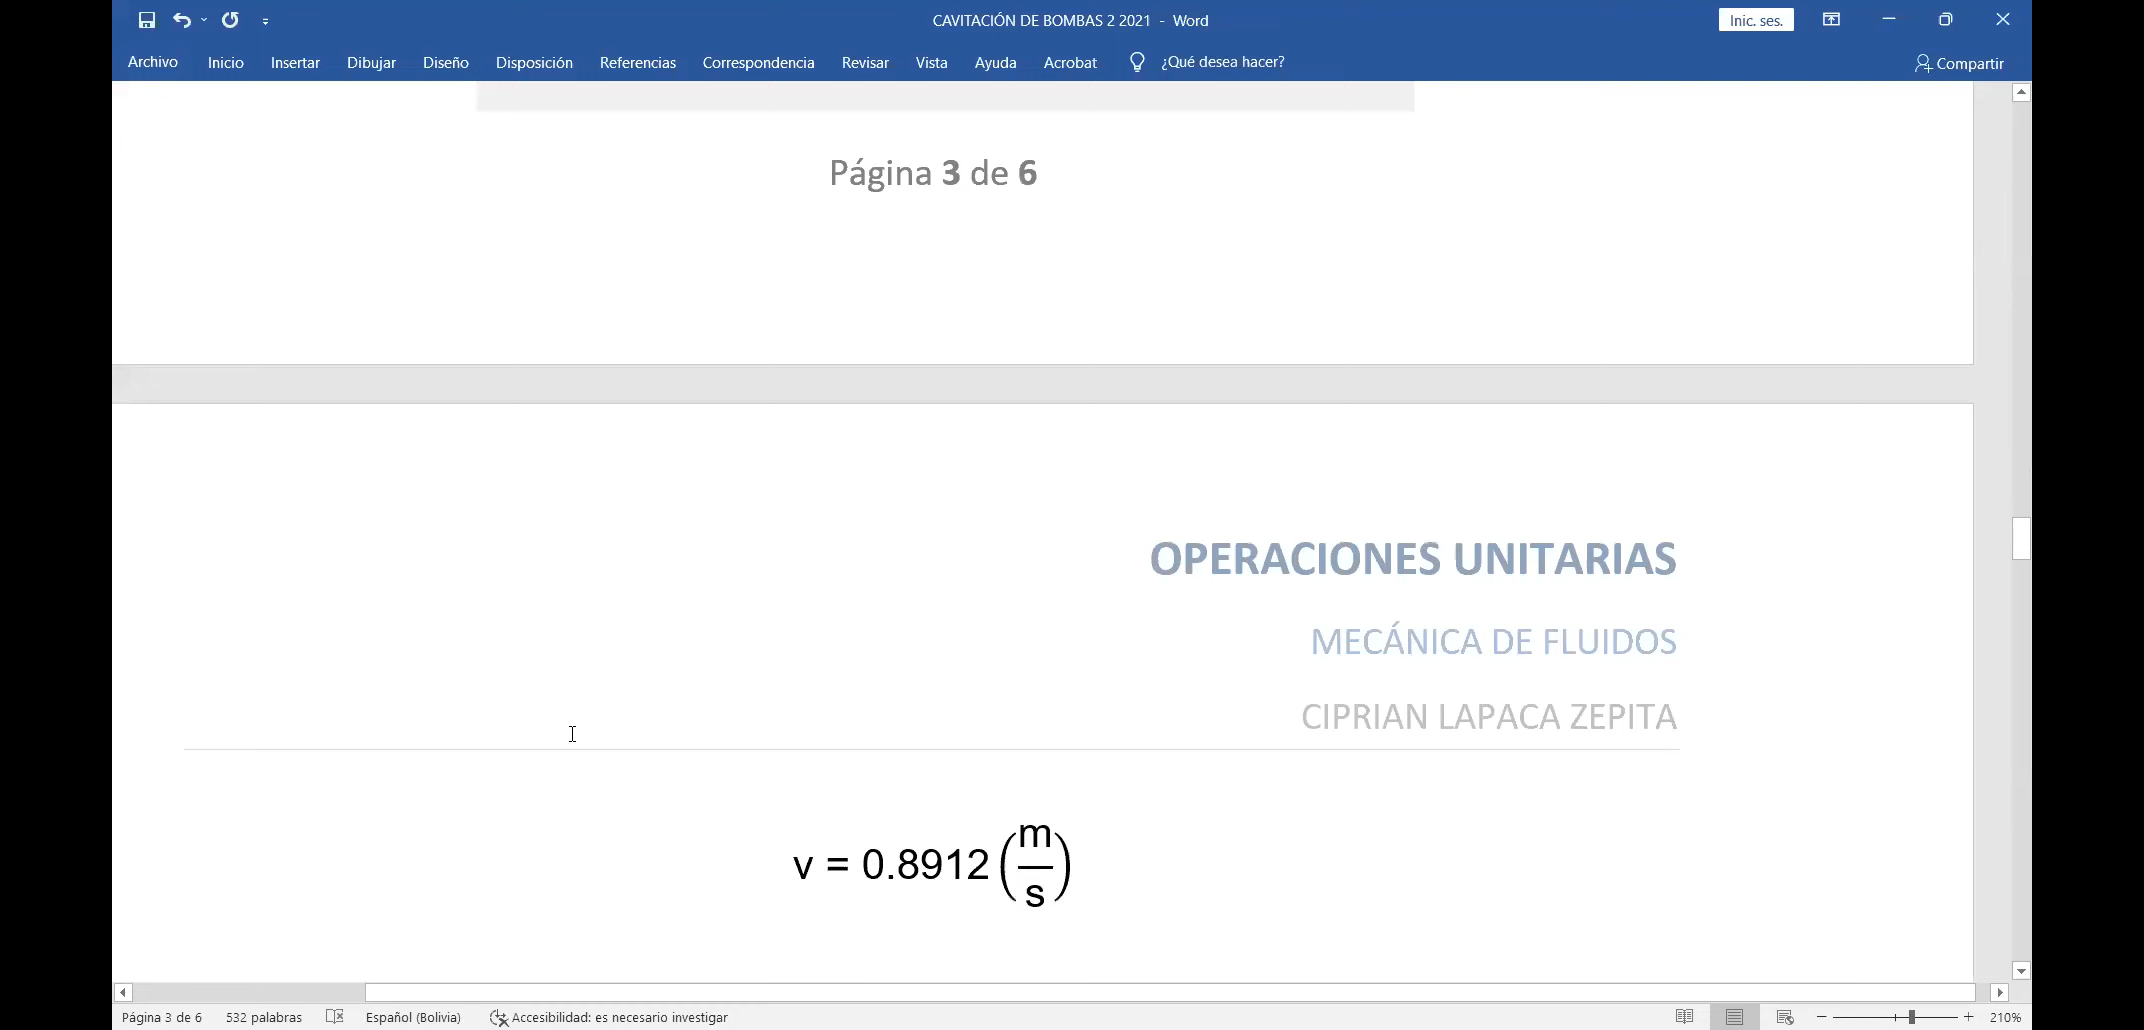 CAVITACIÓN DE BOMBAS 2 2021 - Word
Inic. ses.
Archivo Inicio Insertar Dibujar Diseño Disposición Referencias Correspondencia Revisar Vista Ayuda Acrobat ¿Qué desea hacer? Compartir
Página 3 de 6
OPERACIONES UNITARIAS
MECÁNICA DE FLUIDOS
CIPRIAN LAPACA ZEPITA
v = 0.8912 (m/s)
Página 3 de 6 532 palabras Español (Bolivia) Accesibilidad: es necesario investigar 210%